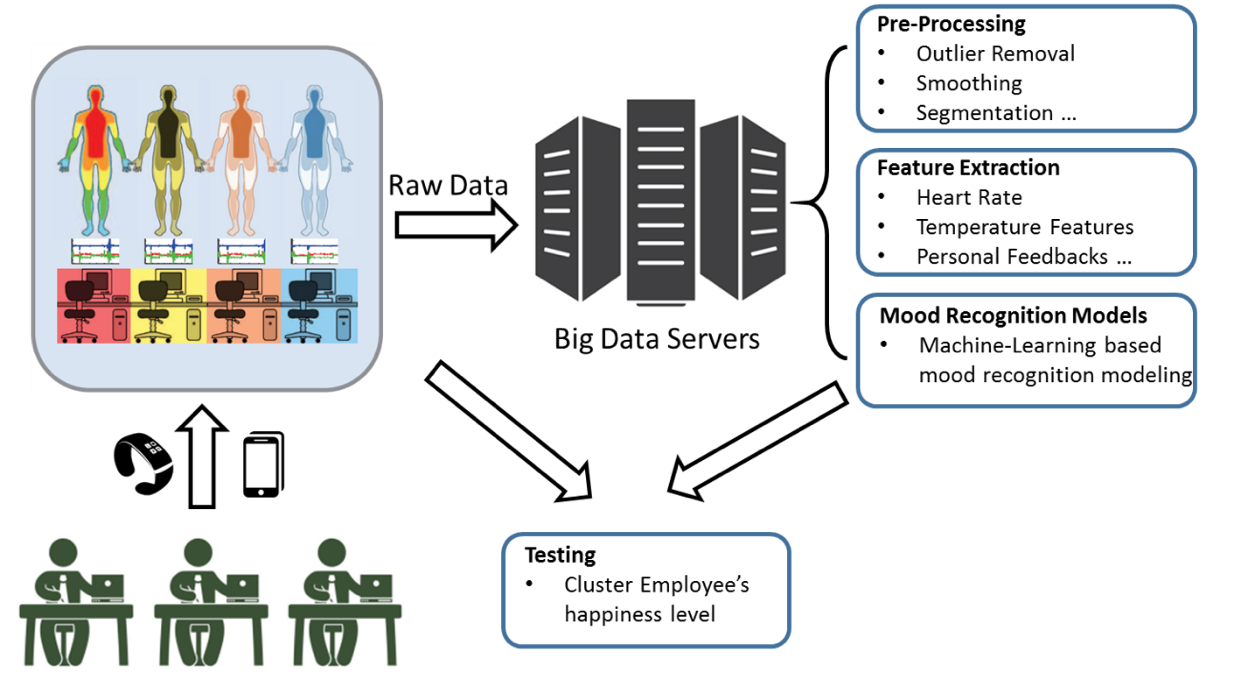 Pre-Processing
• Outlier Removal
• Smoothing
• Segmentation ...
Raw Data
Feature Extraction
• Heart Rate
• Temperature Features
• Personal Feedbacks ...
Big Data Servers
Mood Recognition Models
• Machine-Learning based
mood recognition modeling
Testing
• Cluster Employee's
happiness level